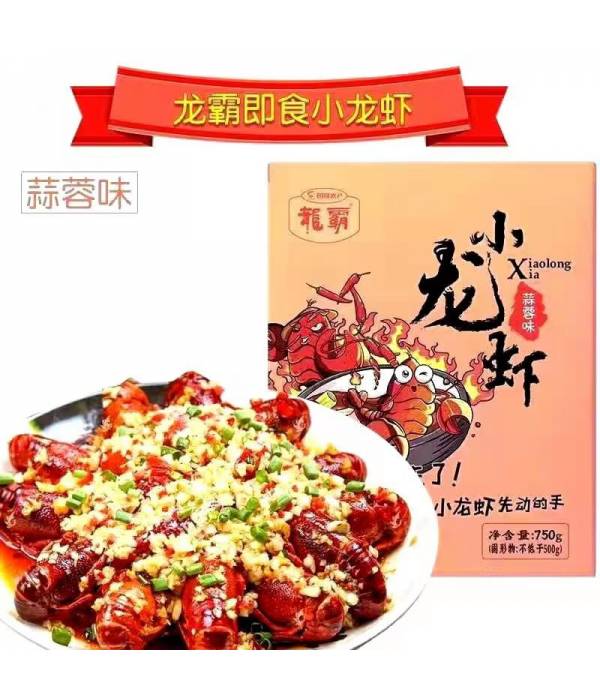 龙霸即食小龙虾
蒜蓉味
龍霸
小龙虾
Xiaolong
Xia
蒜蓉味
了!
小龙虾先动的手
净含量:750g
(固形物:不低于500g)